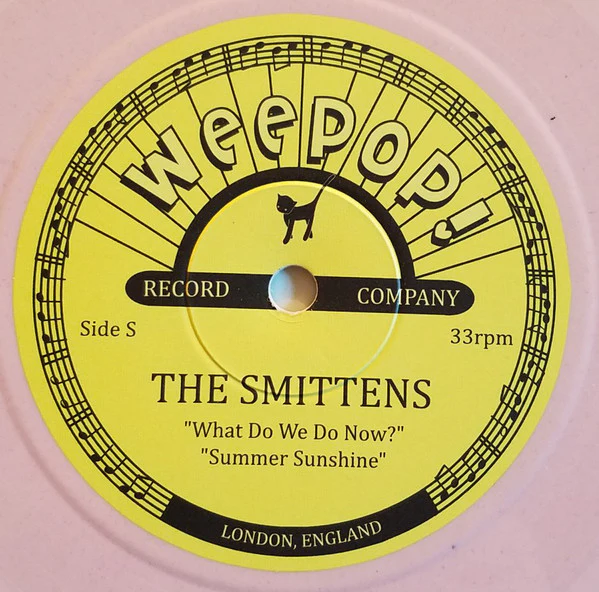 WEEPOP!
RECORD COMPANY
Side S
33rpm
THE SMITTENS
"What Do We Do Now?"
"Summer Sunshine"
LONDON, ENGLAND